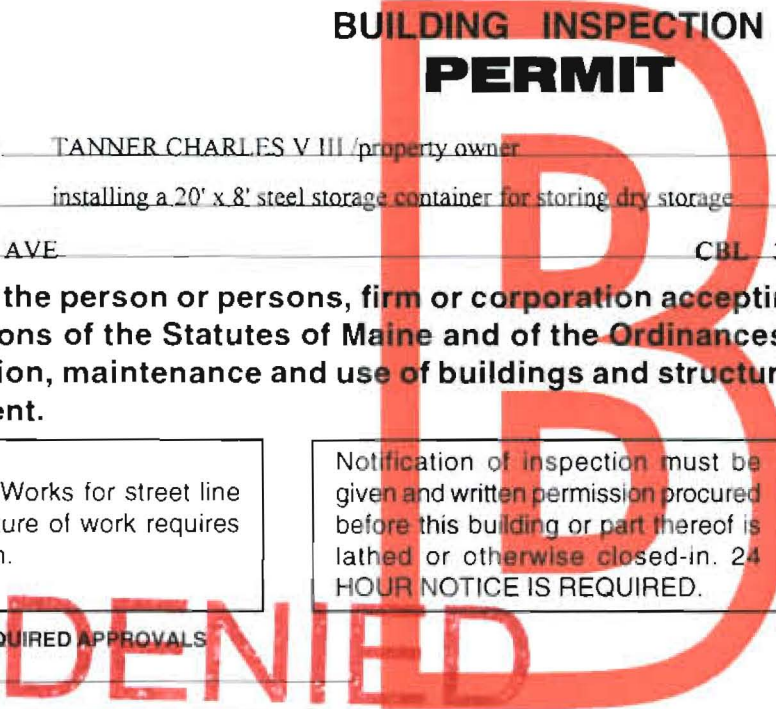 BUILDING INSPECTION
PERMIT
TANNER CHARLES V III /property owner
installing a 20' x 8' steel storage container for storing dry storage
AVE CBL 3
the person or persons, firm or corporation acceptin
ons of the Statutes of Maine and of the Ordinances
ion, maintenance and use of buildings and structur
ent.
Works for street line
ure of work requires
n.
Notification of inspection must be
given and written permission procured
before this building or part thereof is
lathed or otherwise closed-in. 24
HOUR NOTICE IS REQUIRED.
QUIRED APPROVALS
DENIED